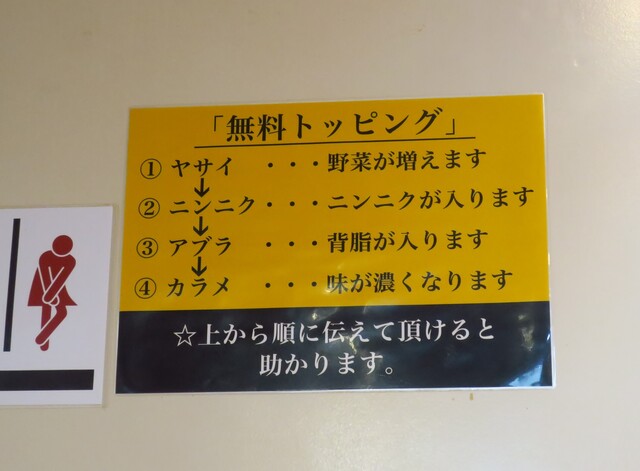 「無料トッピング」
① ヤサイ ・・・野菜が増えます
↓
② ニンニク・・・ニンニクが入ります
↓
③ アブラ ・・・背脂が入ります
↓
④ カラメ ・・・味が濃くなります
☆上から順に伝えて頂けると
助かります。